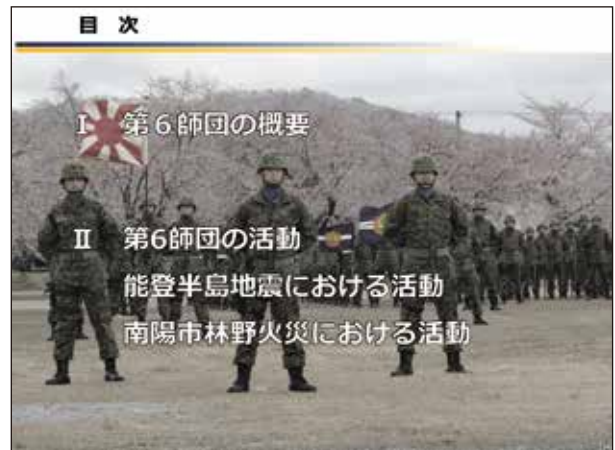 目 次
Ⅰ 第６師団の概要
Ⅱ 第6師団の活動
能登半島地震における活動
南陽市林野火災における活動